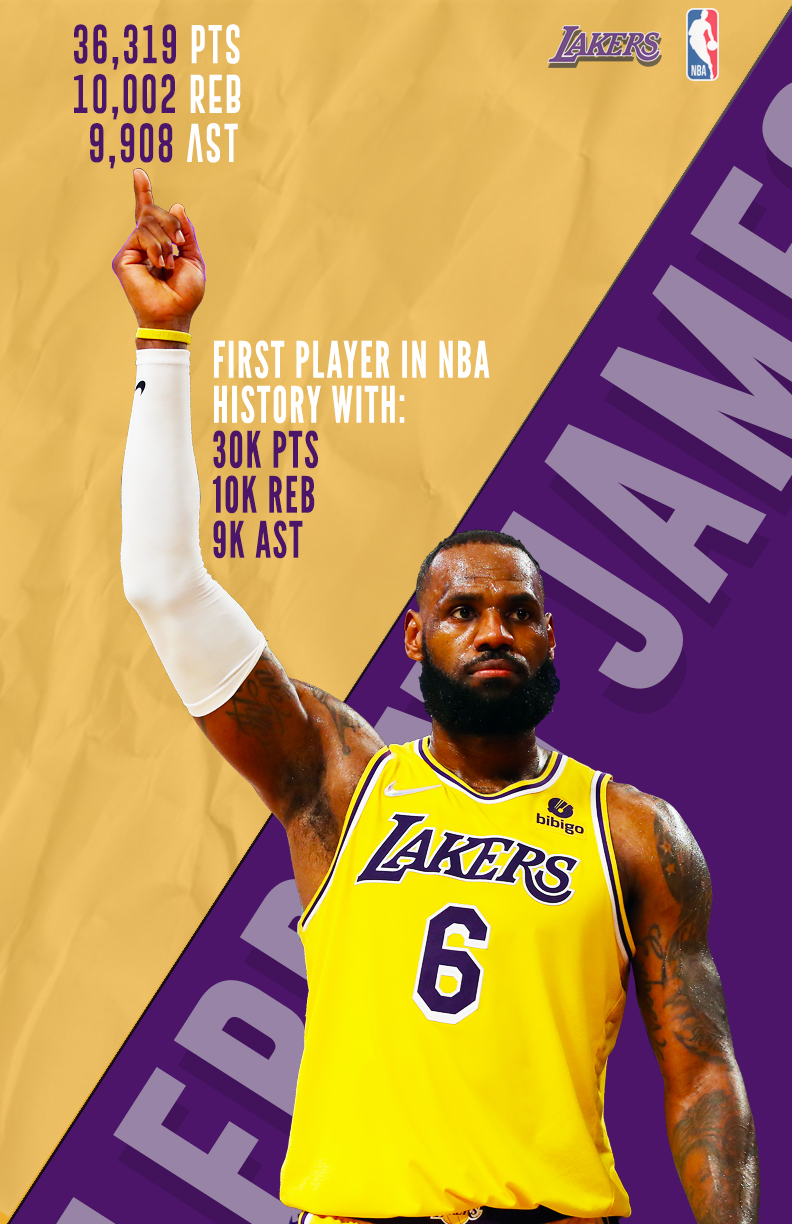 36,319 PTS
10,002 REB
9,908 AST
LAKERS
NBA
FIRST PLAYER IN NBA
HISTORY WITH:
30K PTS
10K REB
9K AST
JAMES
bibigo
LAKERS
6